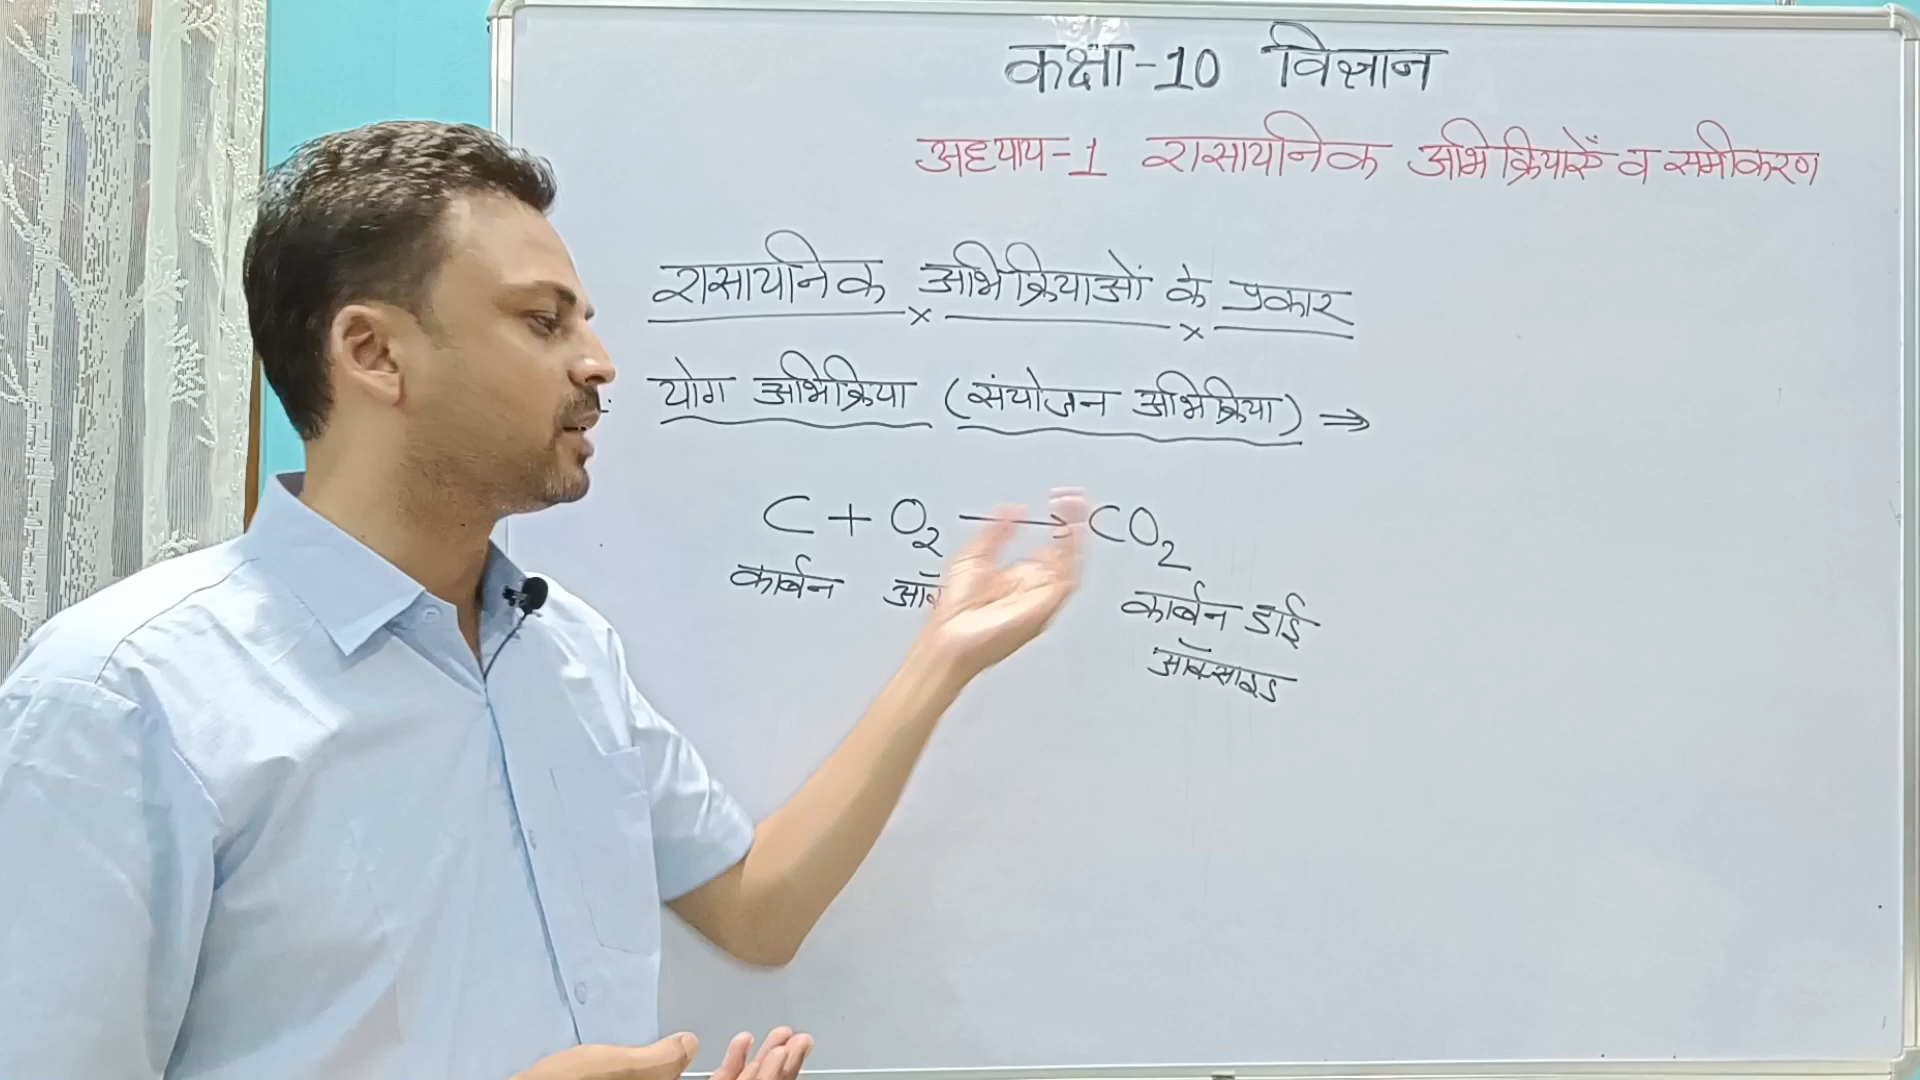 कक्षा-10 विज्ञान
अध्याय-1 रासायनिक अभिक्रियाएँ व समीकरण
रासायनिक अभिक्रियाओं के प्रकार
योग अभिक्रिया (संयोजन अभिक्रिया) ⇒
C + O₂ → CO₂
कार्बन कार्बन डाई
ऑक्साइड